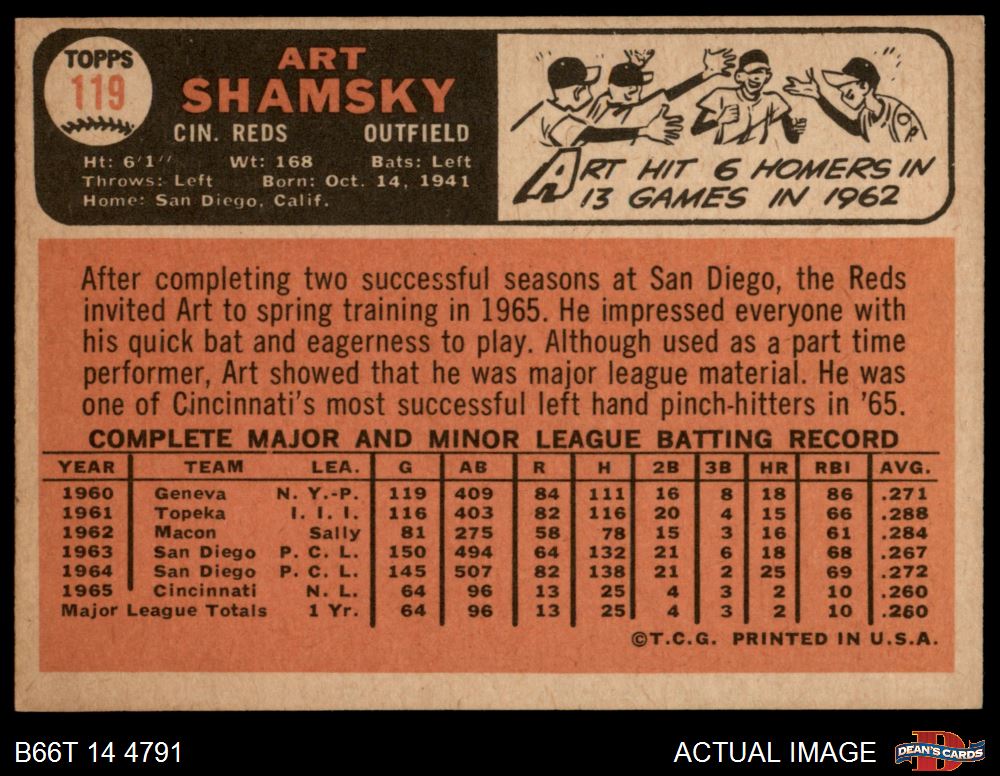 TOPPS
119
ART
SHAMSKY
CIN. REDS OUTFIELD
Ht: 6'1" Wt: 168 Bats: Left
Throws: Left Born: Oct. 14, 1941
Home: San Diego, Calif.
ART HIT 6 HOMERS IN
13 GAMES IN 1962
After completing two successful seasons at San Diego, the Reds
invited Art to spring training in 1965. He impressed everyone with
his quick bat and eagerness to play. Although used as a part time
performer, Art showed that he was major league material. He was
one of Cincinnati's most successful left hand pinch-hitters in '65.
COMPLETE MAJOR AND MINOR LEAGUE BATTING RECORD
YEAR TEAM LEA. G AB R H 2B 3B HR RBI AVG.
1960 Geneva N. Y.-P. 119 409 84 111 16 8 18 86 .271
1961 Topeka I. I. I. 116 403 82 116 20 4 15 66 .288
1962 Macon Sally 81 275 58 78 15 3 16 61 .284
1963 San Diego P. C. L. 150 494 64 132 21 6 18 68 .267
1964 San Diego P. C. L. 145 507 82 138 21 2 25 69 .272
1965 Cincinnati N. L. 64 96 13 25 4 3 2 10 .260
Major League Totals 1 Yr. 64 96 13 25 4 3 2 10 .260
©T.C.G. PRINTED IN U.S.A.
B66T 14 4791 ACTUAL IMAGE
D
DEAN'S CARDS